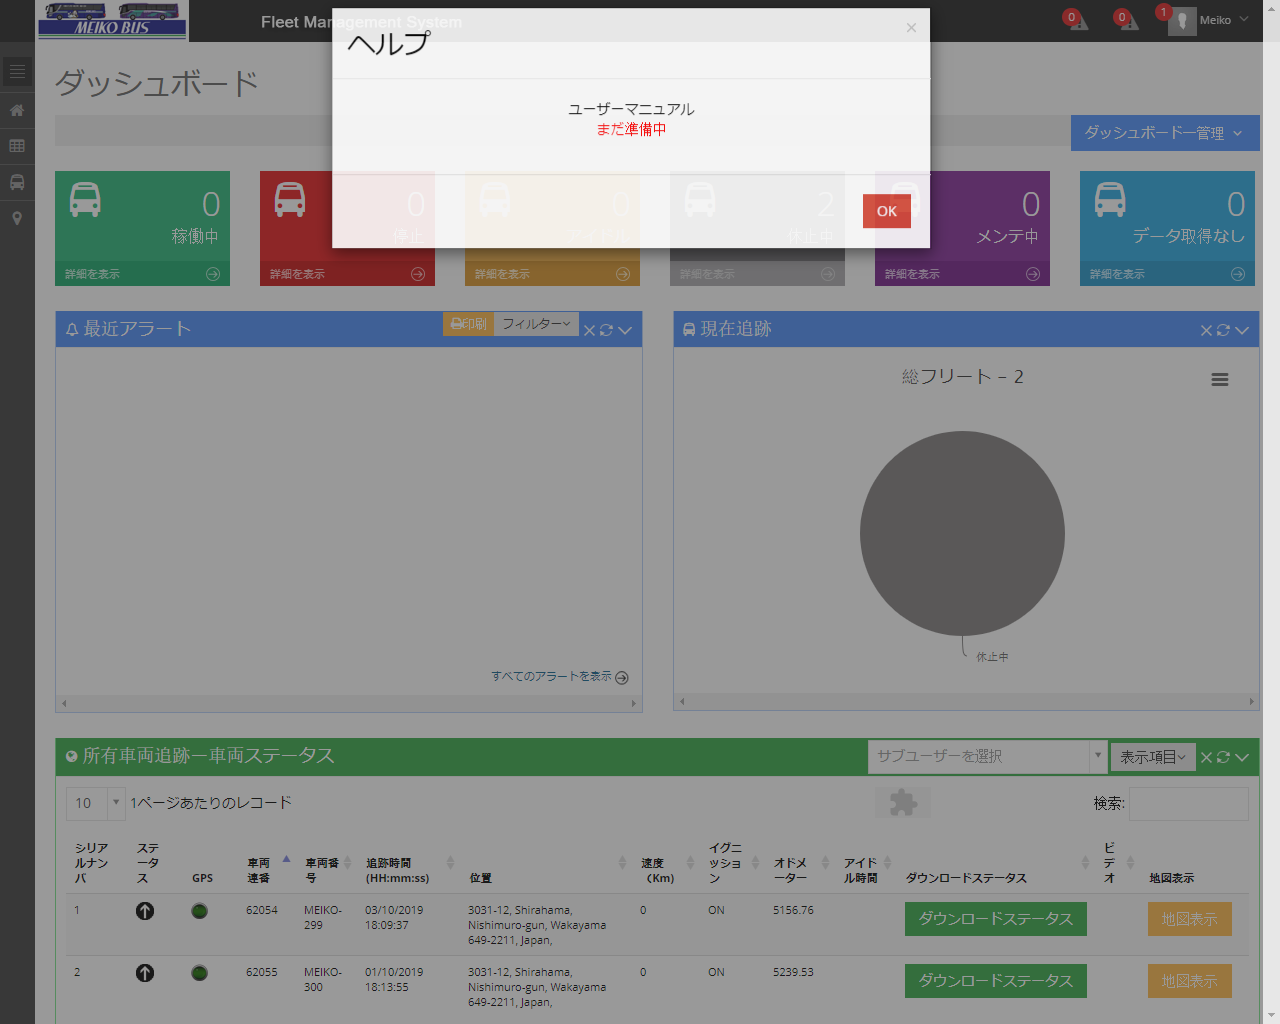 MEIKO BUS
Fleet Management System
0
0
1
Meiko
×
ヘルプ
ユーザーマニュアル
まだ準備中
OK
ダッシュボード
ダッシュボードー管理
0
稼働中
詳細を表示
0
停止
詳細を表示
0
詳細を表示
2
休止中
詳細を表示
0
メンテ中
詳細を表示
0
データ取得なし
詳細を表示
最近アラート
印刷
フィルター
すべてのアラートを表示
現在追跡
総フリート – 2
休止中
所有車両追跡ー車両ステータス
サブユーザーを選択
表示項目
10
1ページあたりのレコード
検索:
シリアルナンバ ステータス GPS 車両連番 車両番号 追跡時間 (HH:mm:ss) 位置 速度 (Km) イグニッション オドメーター アイドル時間 ダウンロードステータス ビデオ 地図表示
1 62054 MEIKO-299 03/10/2019 18:09:37 3031-12, Shirahama, Nishimuro-gun, Wakayama 649-2211, Japan, 0 ON 5156.76 ダウンロードステータス 地図表示
2 62055 MEIKO-300 01/10/2019 18:13:55 3031-12, Shirahama, Nishimuro-gun, Wakayama 649-2211, Japan, 0 ON 5239.53 ダウンロードステータス 地図表示